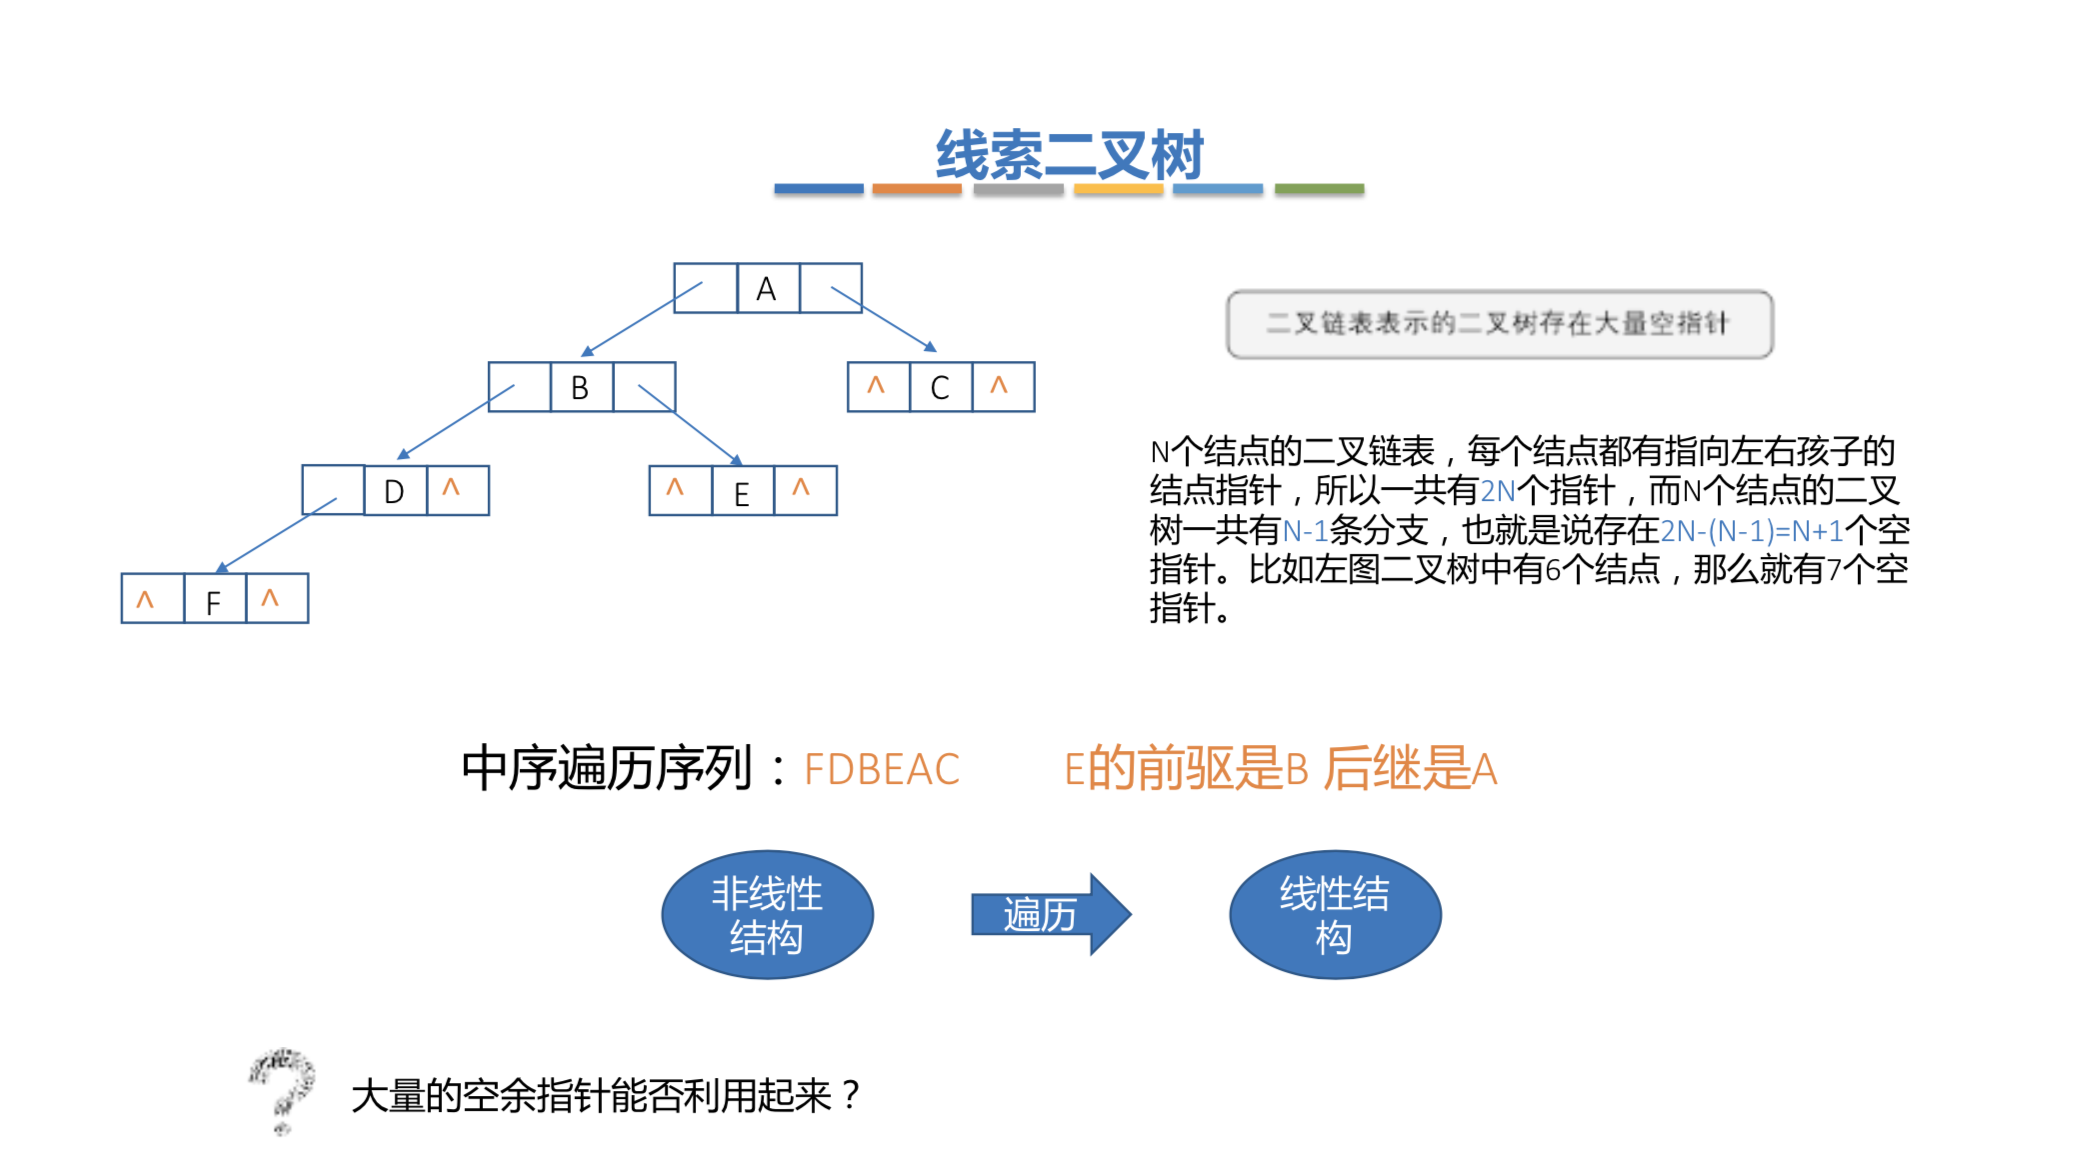 线索二叉树
A
二叉链表表示的二叉树存在大量空指针
B
^ C ^
N个结点的二叉链表，每个结点都有指向左右孩子的
结点指针，所以一共有2N个指针，而N个结点的二叉
树一共有N-1条分支，也就是说存在2N-(N-1)=N+1个空
指针。比如左图二叉树中有6个结点，那么就有7个空
指针。
D ^
^ E ^
^ F ^
中序遍历序列：FDBEAC
E的前驱是B 后继是A
非线性
结构
遍历
线性结
构
?
大量的空余指针能否利用起来？